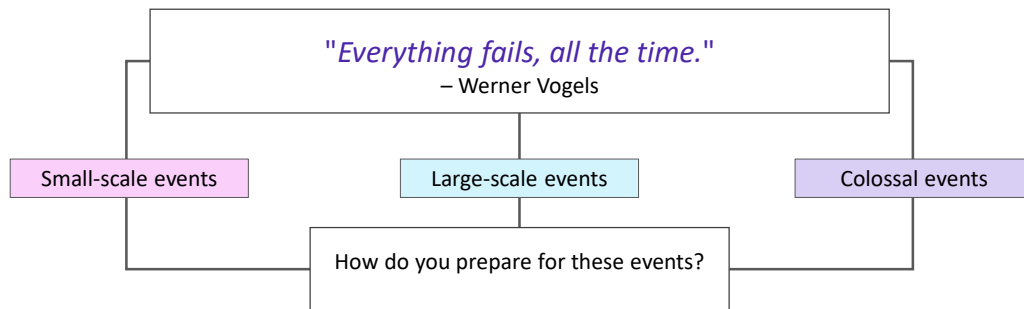 "Everything fails, all the time."
– Werner Vogels
Small-scale events
Large-scale events
Colossal events
How do you prepare for these events?